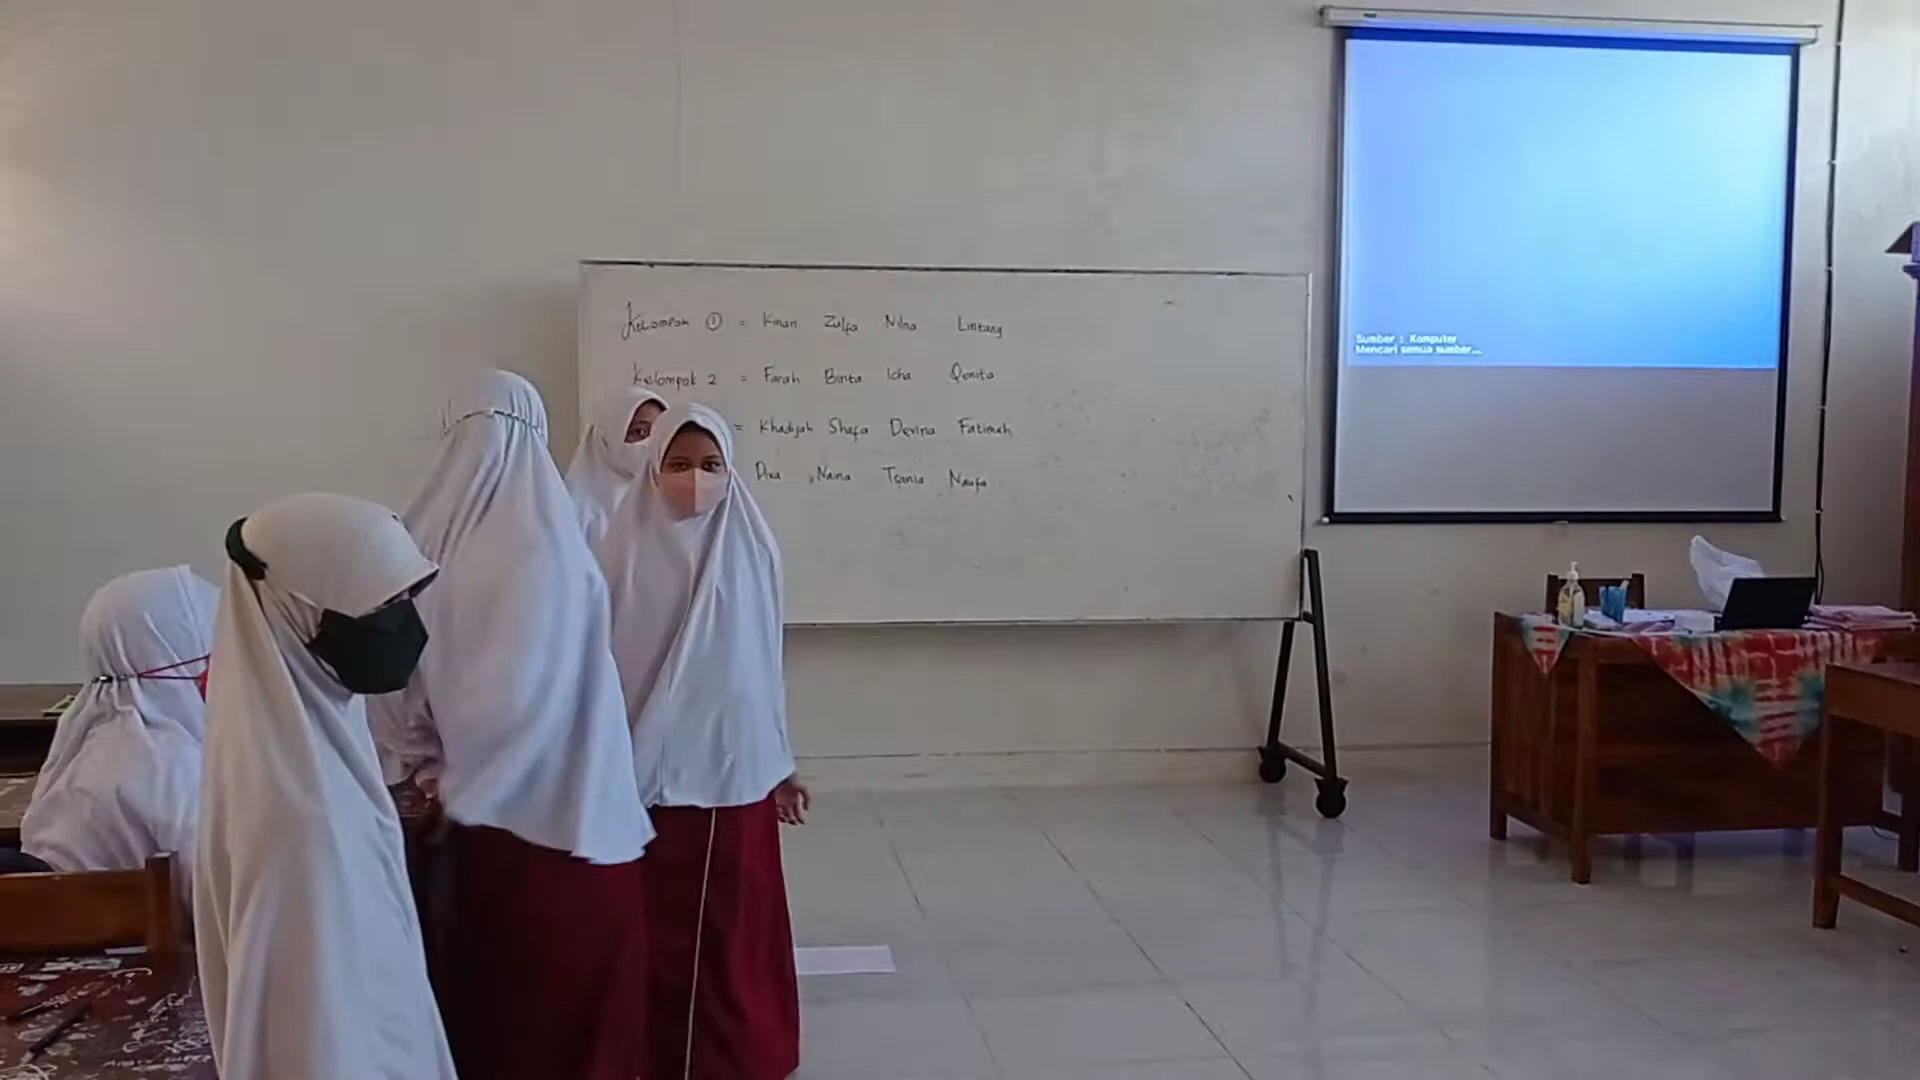 Kelompok ① = Kinan Zulfa Nilna Lintang
Kelompok 2 = Farah Binta Icha Qonita
= Khadijah Shafa Devina Fatimah
Diva Naina Tsania Naufa
Sumber : Komputer
Mencari semua sumber...